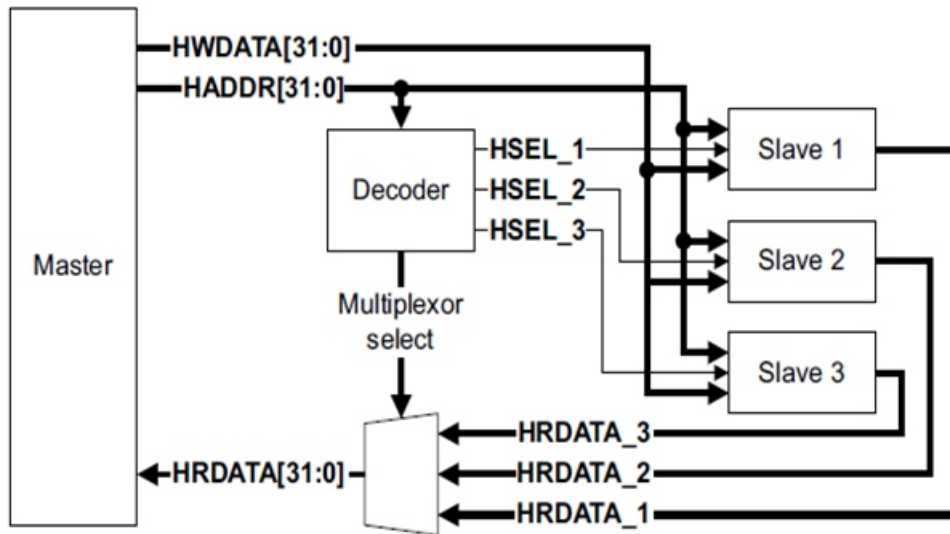 HWDATA[31:0]
HADDR[31:0]
HSEL_1
Slave 1
Decoder
HSEL_2
HSEL_3
Master
Slave 2
Multiplexor
select
Slave 3
HRDATA_3
HRDATA[31:0]
HRDATA_2
HRDATA_1